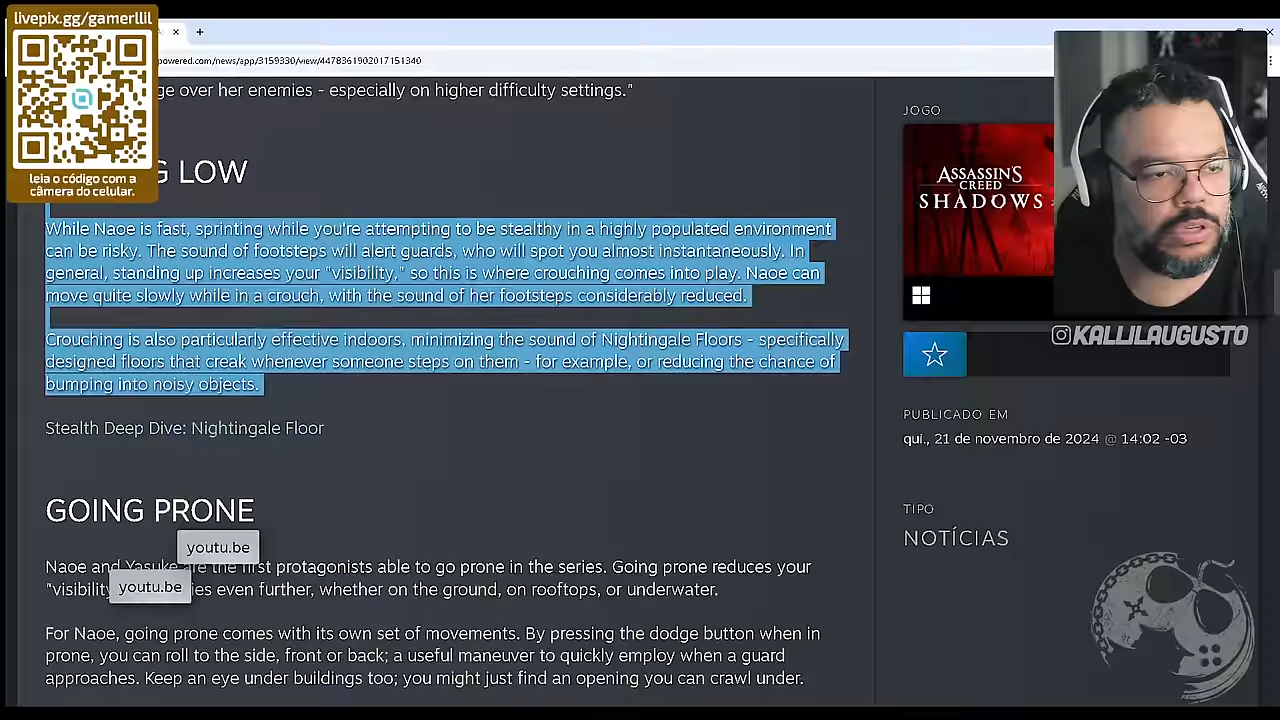 livepix.gg/gamerllil
leia o código com a
câmera do celular.
powered.com/news/app/3159330/view/4478361902017151340
ge over her enemies - especially on higher difficulty settings."
G LOW
While Naoe is fast, sprinting while you're attempting to be stealthy in a highly populated environment
can be risky. The sound of footsteps will alert guards, who will spot you almost instantaneously. In
general, standing up increases your "visibility," so this is where crouching comes into play. Naoe can
move quite slowly while in a crouch, with the sound of her footsteps considerably reduced.
Crouching is also particularly effective indoors, minimizing the sound of Nightingale Floors - specifically
designed floors that creak whenever someone steps on them - for example, or reducing the chance of
bumping into noisy objects.
Stealth Deep Dive: Nightingale Floor
GOING PRONE
youtu.be
Naoe and Yasuke are the first protagonists able to go prone in the series. Going prone reduces your
youtu.be
"visibility ies even further, whether on the ground, on rooftops, or underwater.
For Naoe, going prone comes with its own set of movements. By pressing the dodge button when in
prone, you can roll to the side, front or back; a useful maneuver to quickly employ when a guard
approaches. Keep an eye under buildings too; you might just find an opening you can crawl under.
JOGO
ASSASSIN'S
CREED
SHADOWS
KALLILAUGUSTO
PUBLICADO EM
qui., 21 de novembro de 2024 @ 14:02 -03
TIPO
NOTÍCIAS